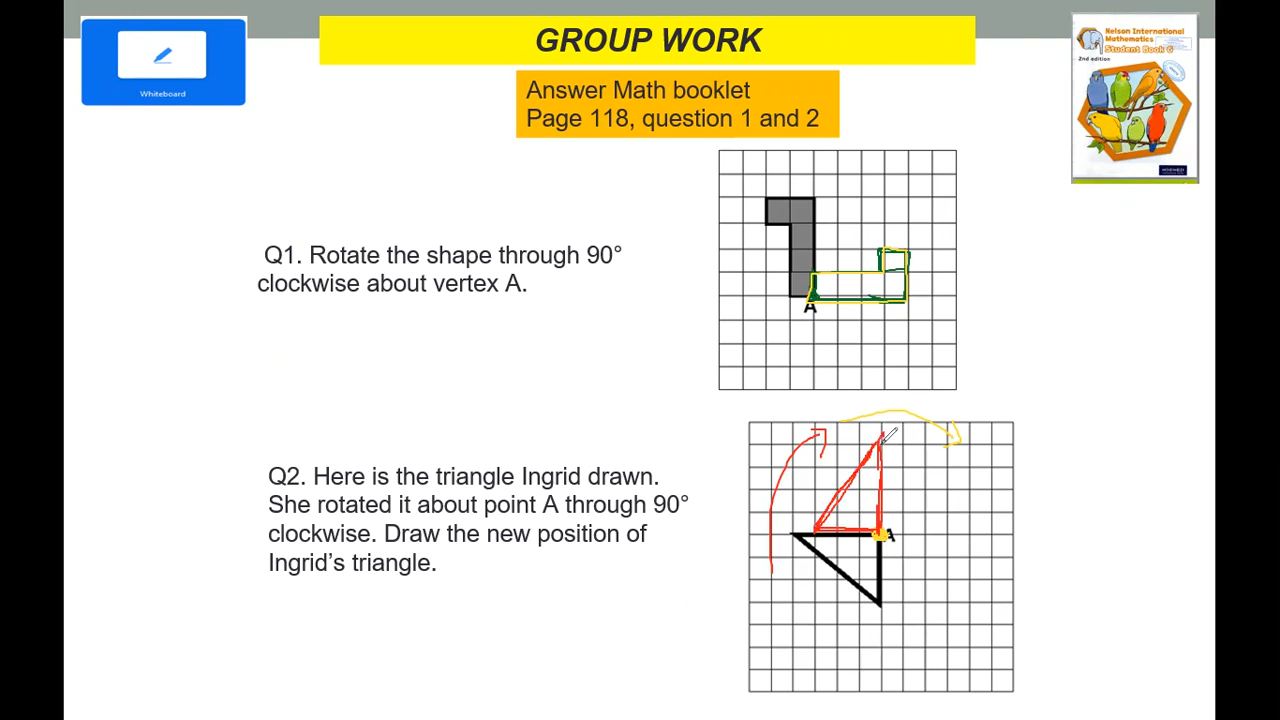 GROUP WORK
Whiteboard
Answer Math booklet
Page 118, question 1 and 2
Nelson International
Mathematics
Student Book 6
2nd edition
Q1. Rotate the shape through 90°
clockwise about vertex A.
A
Q2. Here is the triangle Ingrid drawn.
She rotated it about point A through 90°
clockwise. Draw the new position of
Ingrid’s triangle.
A